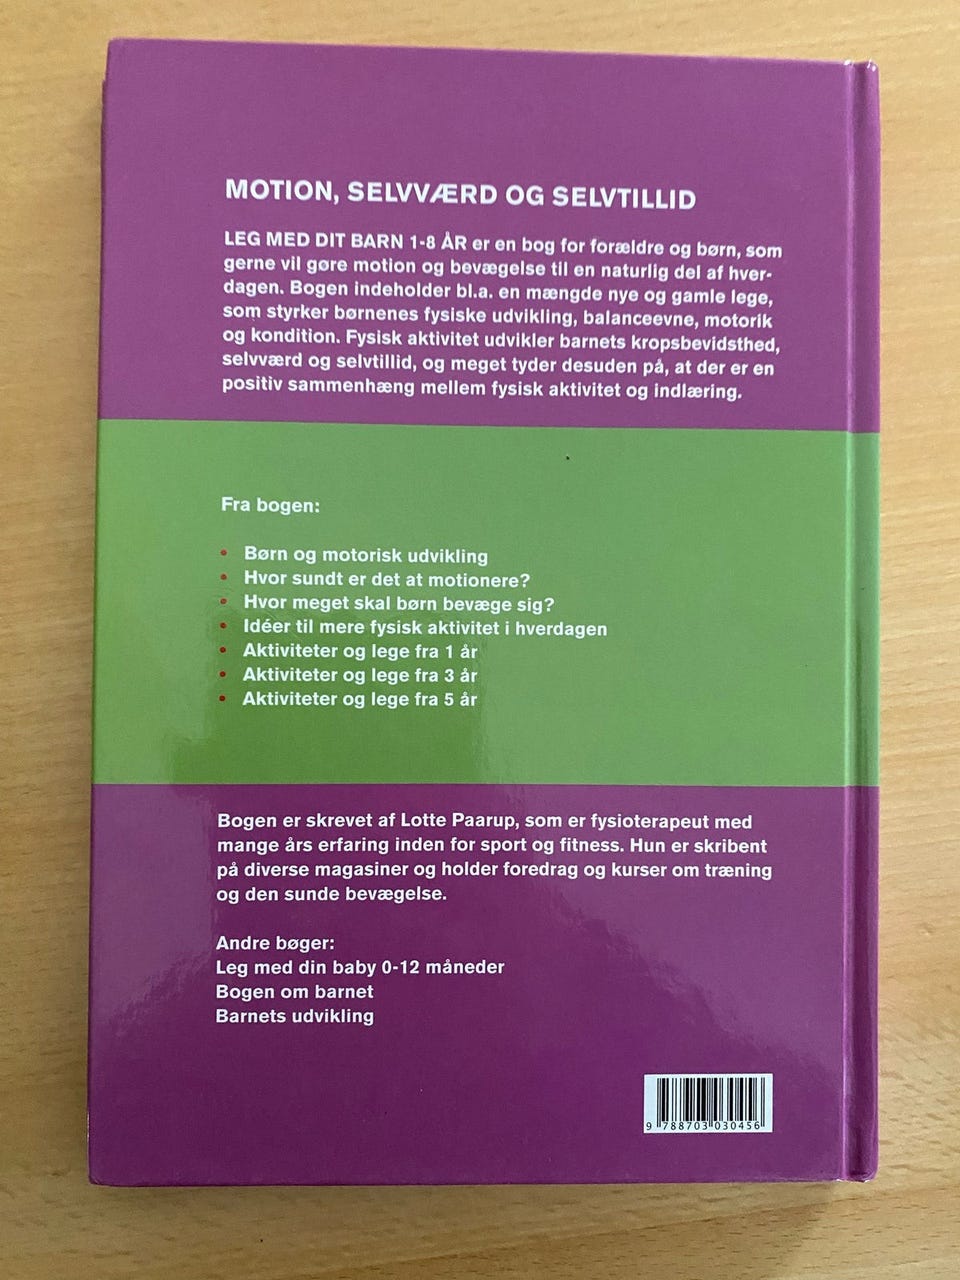 MOTION, SELVVÆRD OG SELVTILLID
LEG MED DIT BARN 1-8 ÅR er en bog for forældre og børn, som
gerne vil gøre motion og bevægelse til en naturlig del af hver-
dagen. Bogen indeholder bl.a. en mængde nye og gamle lege,
som styrker børnenes fysiske udvikling, balanceevne, motorik
og kondition. Fysisk aktivitet udvikler barnets kropsbevidsthed,
selvværd og selvtillid, og meget tyder desuden på, at der er en
positiv sammenhæng mellem fysisk aktivitet og indlæring.
Fra bogen:
• Børn og motorisk udvikling
• Hvor sundt er det at motionere?
• Hvor meget skal børn bevæge sig?
• Idéer til mere fysisk aktivitet i hverdagen
• Aktiviteter og lege fra 1 år
• Aktiviteter og lege fra 3 år
• Aktiviteter og lege fra 5 år
Bogen er skrevet af Lotte Paarup, som er fysioterapeut med
mange års erfaring inden for sport og fitness. Hun er skribent
på diverse magasiner og holder foredrag og kurser om træning
og den sunde bevægelse.
Andre bøger:
Leg med din baby 0-12 måneder
Bogen om barnet
Barnets udvikling
9 788703 030456